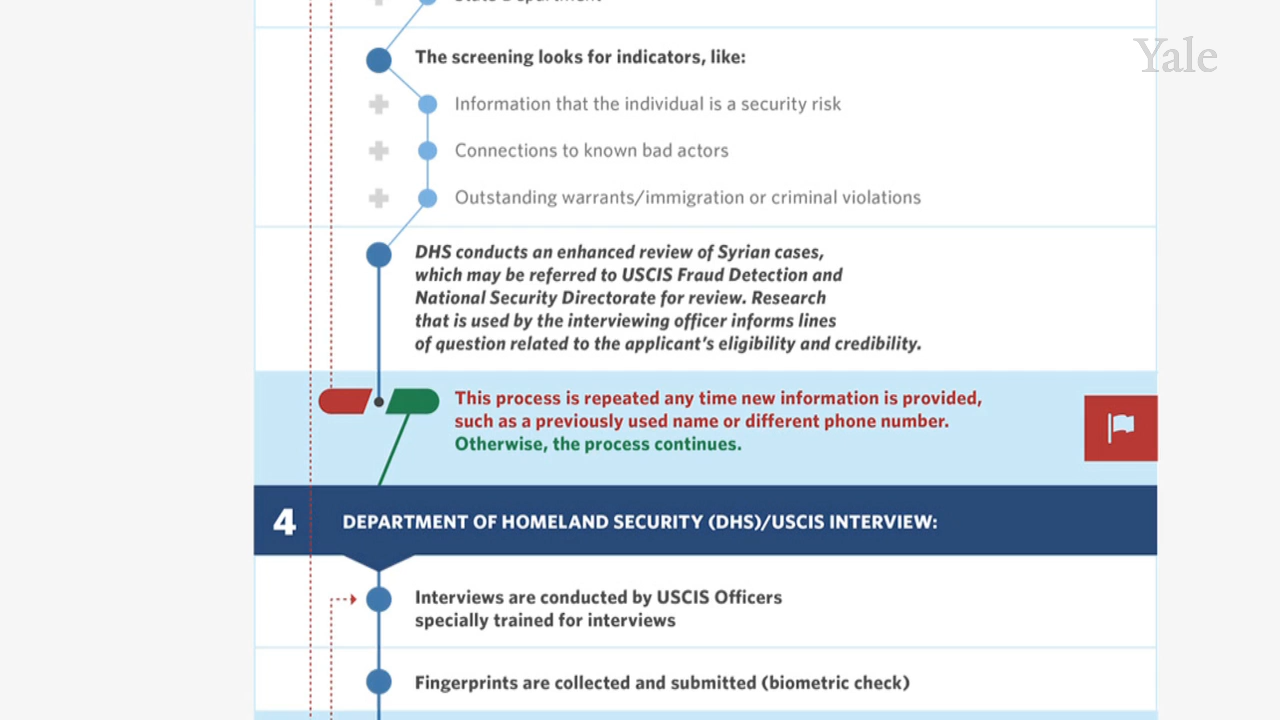 State Department
Yale
The screening looks for indicators, like:
Information that the individual is a security risk
Connections to known bad actors
Outstanding warrants/immigration or criminal violations
DHS conducts an enhanced review of Syrian cases,
which may be referred to USCIS Fraud Detection and
National Security Directorate for review. Research
that is used by the interviewing officer informs lines
of question related to the applicant's eligibility and credibility.
This process is repeated any time new information is provided,
such as a previously used name or different phone number.
Otherwise, the process continues.
4 DEPARTMENT OF HOMELAND SECURITY (DHS)/USCIS INTERVIEW:
Interviews are conducted by USCIS Officers
specially trained for interviews
Fingerprints are collected and submitted (biometric check)